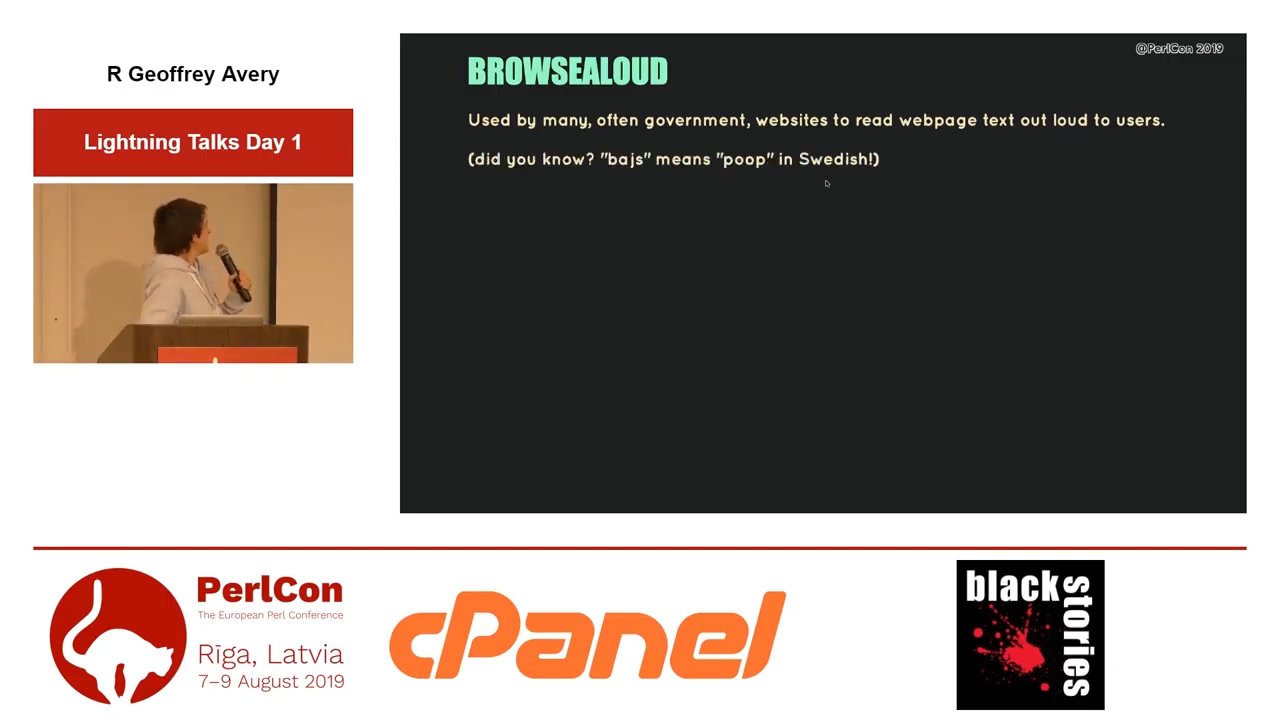 R Geoffrey Avery
Lightning Talks Day 1
@PerlCon 2019
BROWSEALOUD
Used by many, often government, websites to read webpage text out loud to users.
(did you know? "bajs" means "poop" in Swedish!)
PerlCon
The European Perl Conference
Rīga, Latvia
7–9 August 2019
cPanel
black
stories